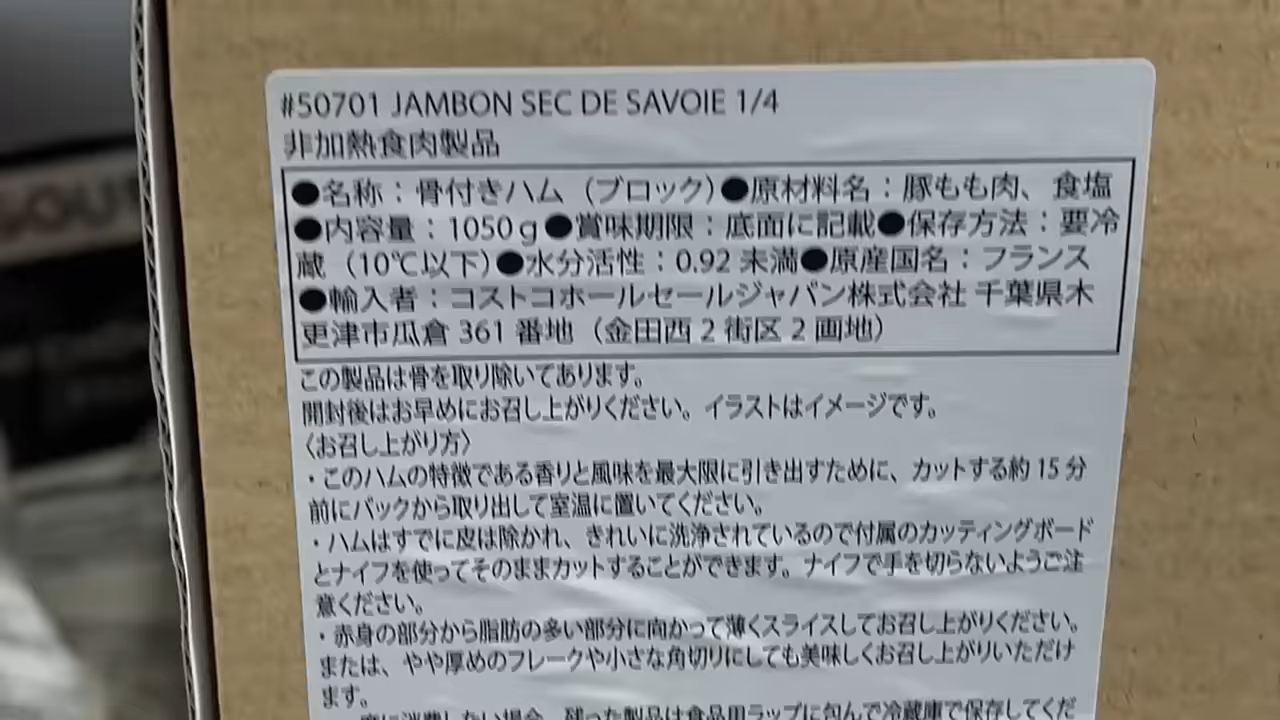 #50701 JAMBON SEC DE SAVOIE 1/4
非加熱食肉製品
●名称：骨付きハム（ブロック）●原材料名：豚もも肉、食塩
●内容量：1050g●賞味期限：底面に記載●保存方法：要冷
蔵（10℃以下）●水分活性：0.92 未満●原産国名：フランス
●輸入者：コストコホールセールジャパン株式会社 千葉県木
更津市瓜倉 361 番地（金田西 2 街区 2 画地）
この製品は骨を取り除いてあります。
開封後はお早めにお召し上がりください。イラストはイメージです。
〈お召し上がり方〉
・このハムの特徴である香りと風味を最大限に引き出すために、カットする約 15 分
前にパックから取り出して室温に置いてください。
・ハムはすでに皮は除かれ、きれいに洗浄されているので付属のカッティングボード
とナイフを使ってそのままカットすることができます。ナイフで手を切らないようご注
意ください。
・赤身の部分から脂肪の多い部分に向かって薄くスライスしてお召し上がりください。
または、やや厚めのフレークや小さな角切りにしても美味しくお召し上がりいただけ
ます。
一度に消費しない場合、残った製品は食品用ラップに包んで冷蔵庫で保存してくだ